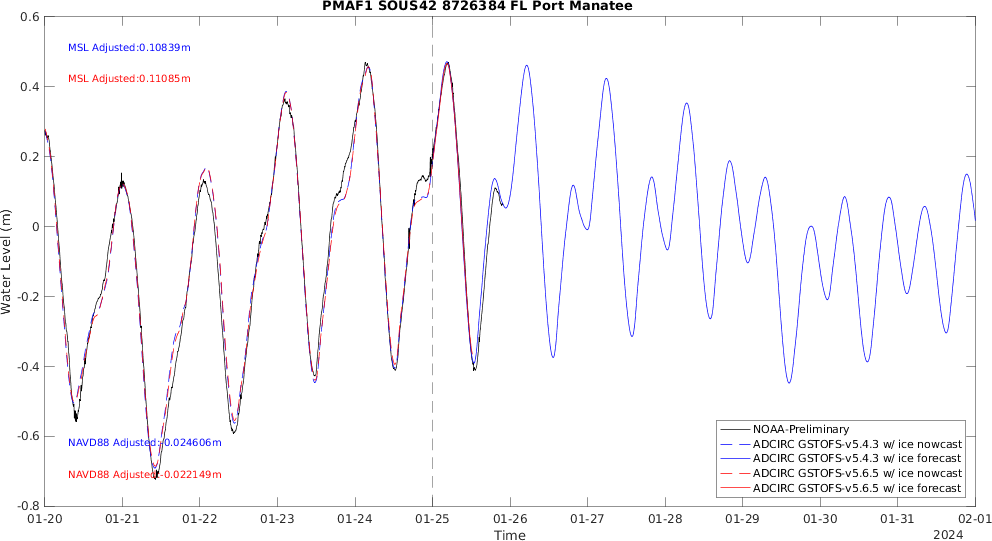 PMAF1 SOUS42 8726384 FL Port Manatee
Water Level (m)
0.6
0.4
0.2
0
-0.2
-0.4
-0.6
-0.8
MSL Adjusted:0.10839m
MSL Adjusted:0.11085m
NAVD88 Adjusted:-0.024606m
NAVD88 Adjusted:-0.022149m
NOAA-Preliminary
ADCIRC GSTOFS-v5.4.3 w/ ice nowcast
ADCIRC GSTOFS-v5.4.3 w/ ice forecast
ADCIRC GSTOFS-v5.6.5 w/ ice nowcast
ADCIRC GSTOFS-v5.6.5 w/ ice forecast
01-20 01-21 01-22 01-23 01-24 01-25 01-26 01-27 01-28 01-29 01-30 01-31 02-01
Time
2024